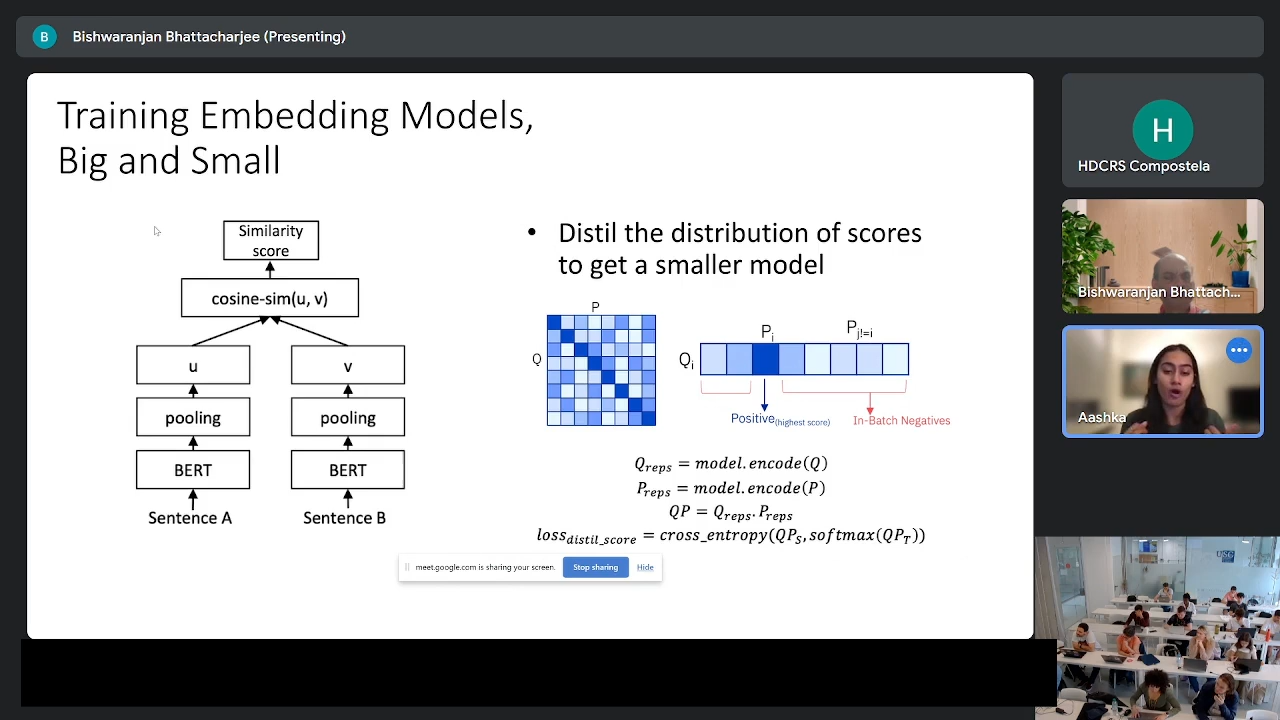 B Bishwaranjan Bhattacharjee (Presenting)
Training Embedding Models,
Big and Small
Similarity
score
cosine-sim(u, v)
u v
pooling pooling
BERT BERT
Sentence A Sentence B
• Distil the distribution of scores
to get a smaller model
P
Q
Qi
Pi
Pj!=i
Positive(highest score)
In-Batch Negatives
Qreps = model.encode(Q)
Preps = model.encode(P)
QP = Qreps.Preps
lossdistil_score = cross_entropy(QPS,softmax(QPT))
meet.google.com is sharing your screen. Stop sharing Hide
H
HDCRS Compostela
Bishwaranjan Bhattach...
Aashka
USC